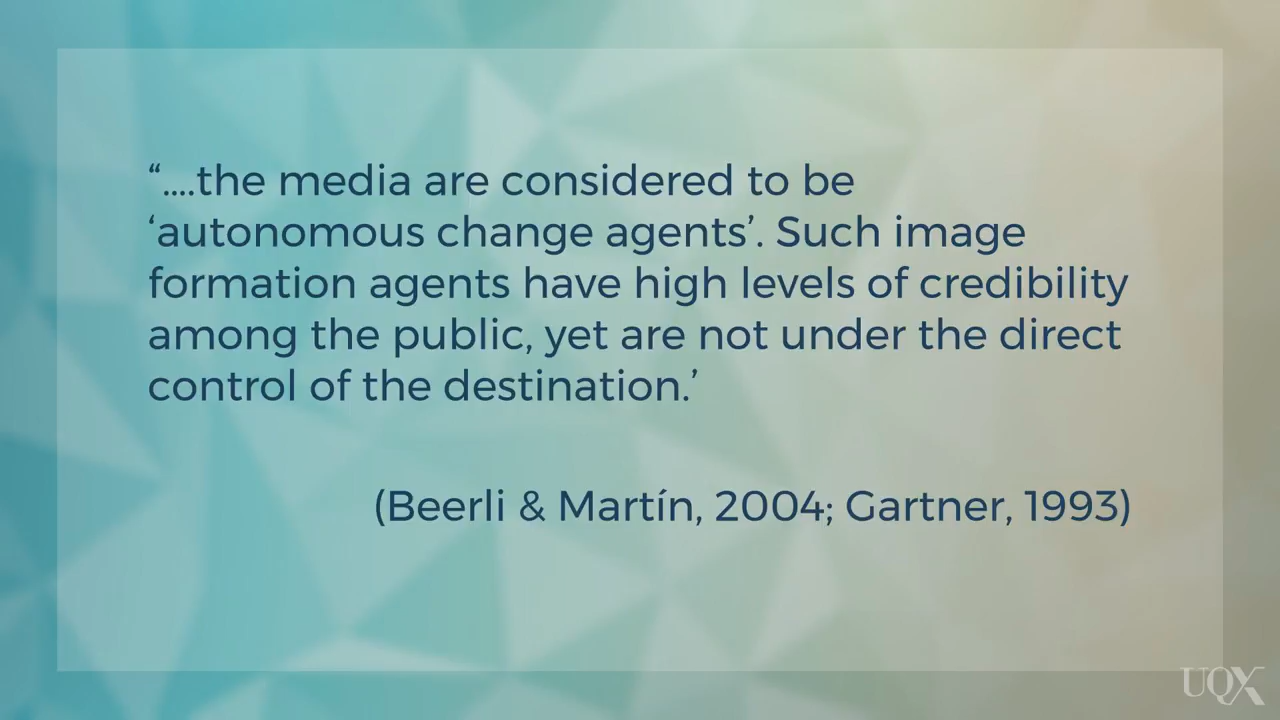 “....the media are considered to be
‘autonomous change agents’. Such image
formation agents have high levels of credibility
among the public, yet are not under the direct
control of the destination.’
(Beerli & Martín, 2004; Gartner, 1993)
UQX